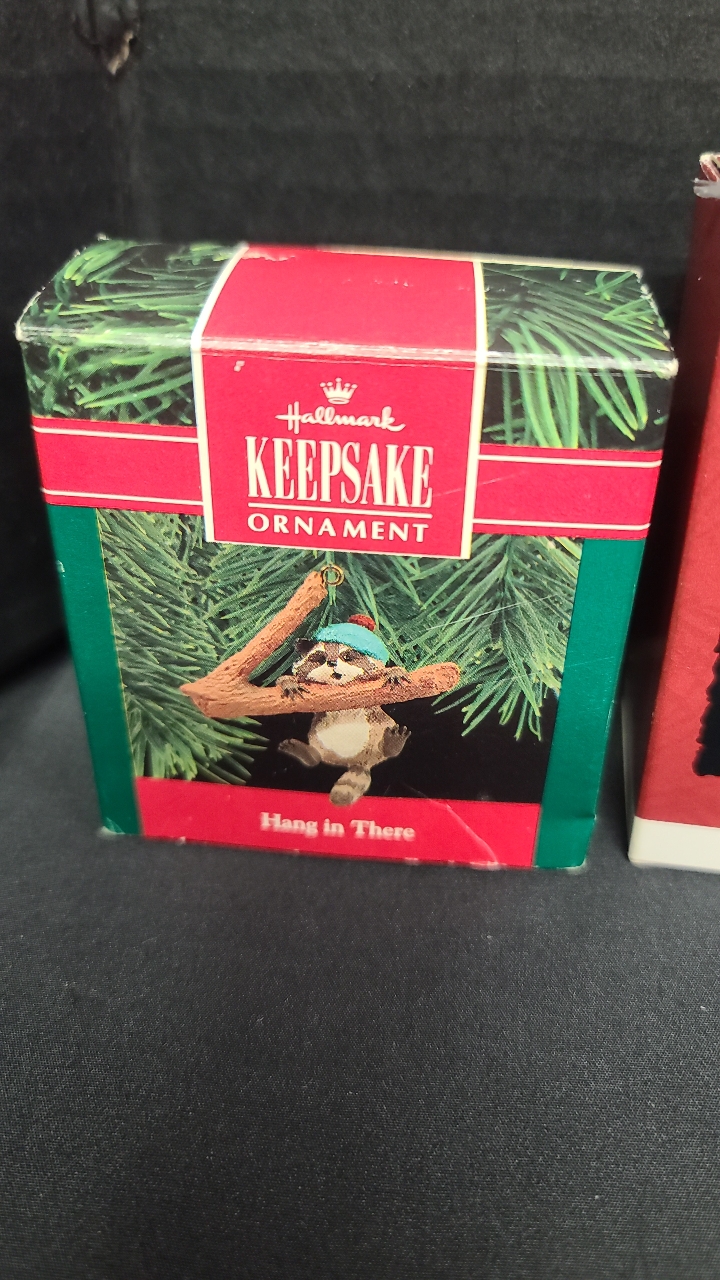 Hallmark
KEEPSAKE
ORNAMENT
Hang in There